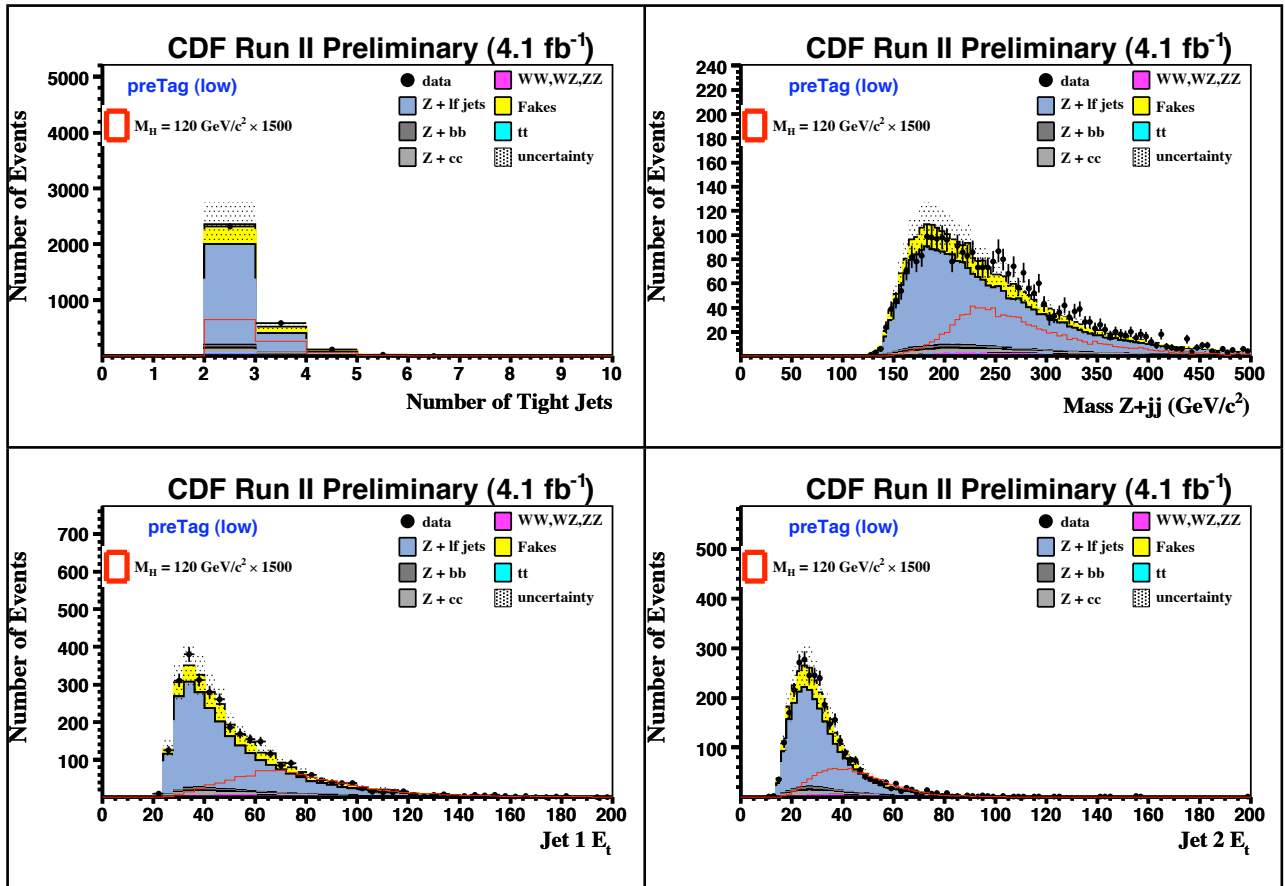 CDF Run II Preliminary (4.1 fb⁻¹)
preTag (low)
M_H = 120 GeV/c² × 1500
data
Z + lf jets
Z + bb
Z + cc
WW,WZ,ZZ
Fakes
tt
uncertainty
Number of Events
5000
4000
3000
2000
1000
0 1 2 3 4 5 6 7 8 9 10
Number of Tight Jets
CDF Run II Preliminary (4.1 fb⁻¹)
preTag (low)
M_H = 120 GeV/c² × 1500
data
Z + lf jets
Z + bb
Z + cc
WW,WZ,ZZ
Fakes
tt
uncertainty
Number of Events
240
220
200
180
160
140
120
100
80
60
40
20
0 50 100 150 200 250 300 350 400 450 500
Mass Z+jj (GeV/c²)
CDF Run II Preliminary (4.1 fb⁻¹)
preTag (low)
M_H = 120 GeV/c² × 1500
data
Z + lf jets
Z + bb
Z + cc
WW,WZ,ZZ
Fakes
tt
uncertainty
Number of Events
700
600
500
400
300
200
100
0 20 40 60 80 100 120 140 160 180 200
Jet 1 E_t
CDF Run II Preliminary (4.1 fb⁻¹)
preTag (low)
M_H = 120 GeV/c² × 1500
data
Z + lf jets
Z + bb
Z + cc
WW,WZ,ZZ
Fakes
tt
uncertainty
Number of Events
500
400
300
200
100
0 20 40 60 80 100 120 140 160 180 200
Jet 2 E_t